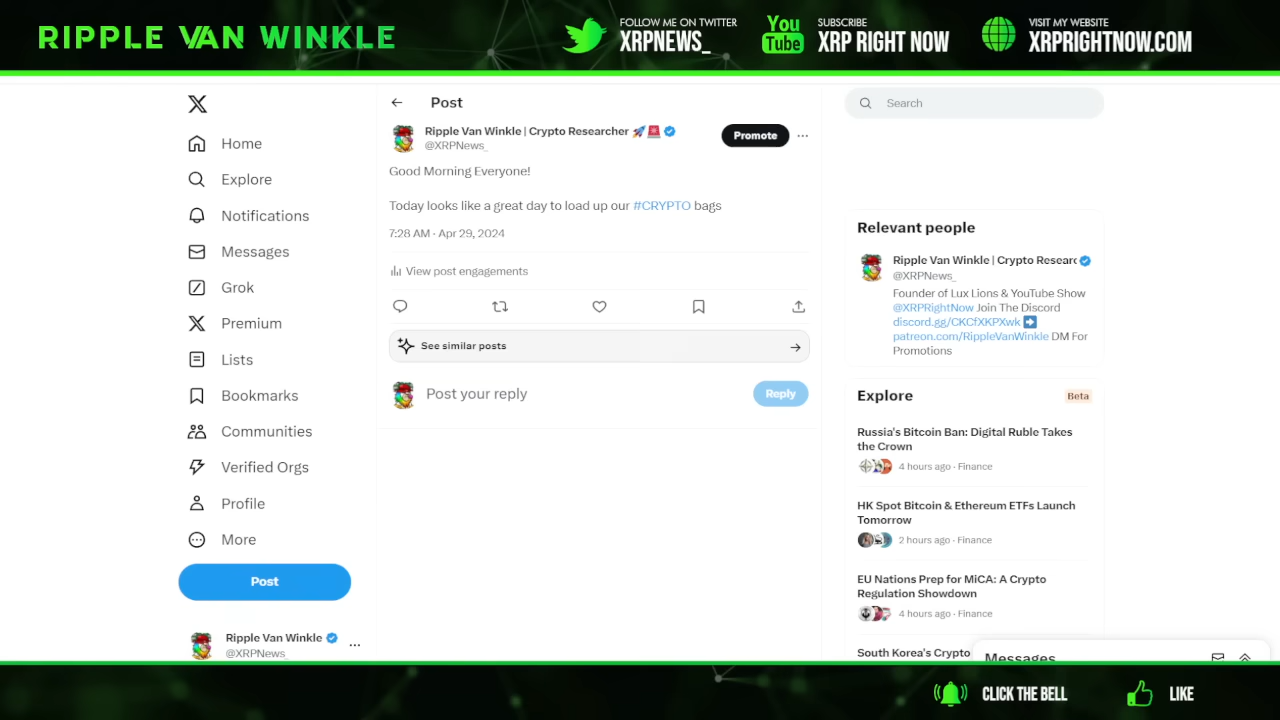 RIPPLE VAN WINKLE
FOLLOW ME ON TWITTER
XRPNEWS_
You
Tube
SUBSCRIBE
XRP RIGHT NOW
VISIT MY WEBSITE
XRPRIGHTNOW.COM
Home
Explore
Notifications
Messages
Grok
Premium
Lists
Bookmarks
Communities
Verified Orgs
Profile
More
Post
Ripple Van Winkle
@XRPNews_
Post
Ripple Van Winkle | Crypto Researcher 🚀🚨
@XRPNews_
Promote
Good Morning Everyone!
Today looks like a great day to load up our #CRYPTO bags
7:28 AM · Apr 29, 2024
View post engagements
See similar posts
Post your reply
Reply
Search
Relevant people
Ripple Van Winkle | Crypto Researc
@XRPNews_
Founder of Lux Lions & YouTube Show
@XRPRightNow Join The Discord
discord.gg/CKCfXKPXwk ➡️
patreon.com/RippleVanWinkle DM For
Promotions
Explore
Beta
Russia's Bitcoin Ban: Digital Ruble Takes
the Crown
4 hours ago · Finance
HK Spot Bitcoin & Ethereum ETFs Launch
Tomorrow
2 hours ago · Finance
EU Nations Prep for MiCA: A Crypto
Regulation Showdown
4 hours ago · Finance
South Korea's Crypto
Messages
CLICK THE BELL
LIKE